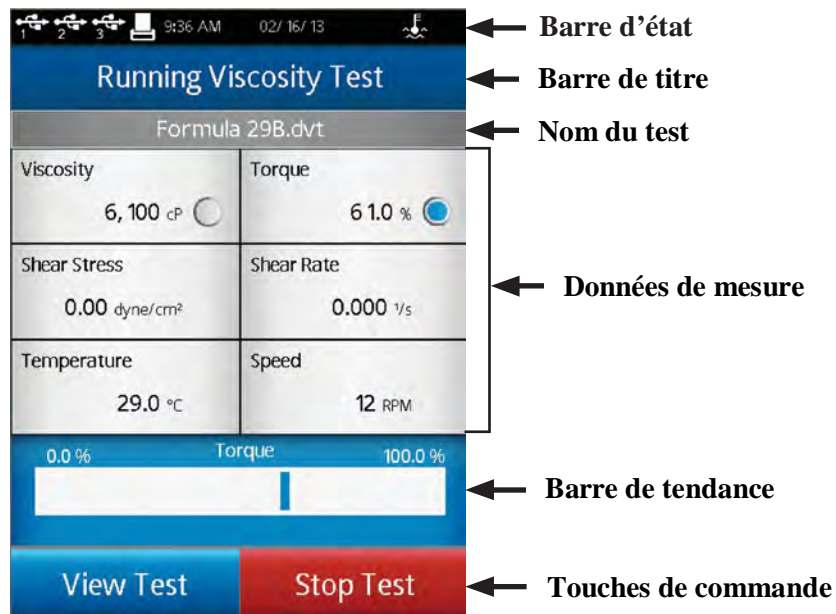 1 2 3 9:36 AM 02/16/13
Barre d'état
Running Viscosity Test
Barre de titre
Formula 29B.dvt
Nom du test
Viscosity
6,100 cP
Torque
61.0 %
Shear Stress
0.00 dyne/cm²
Shear Rate
0.000 ¹/s
Données de mesure
Temperature
29.0 °C
Speed
12 RPM
0.0 % Torque 100.0 %
Barre de tendance
View Test
Stop Test
Touches de commande